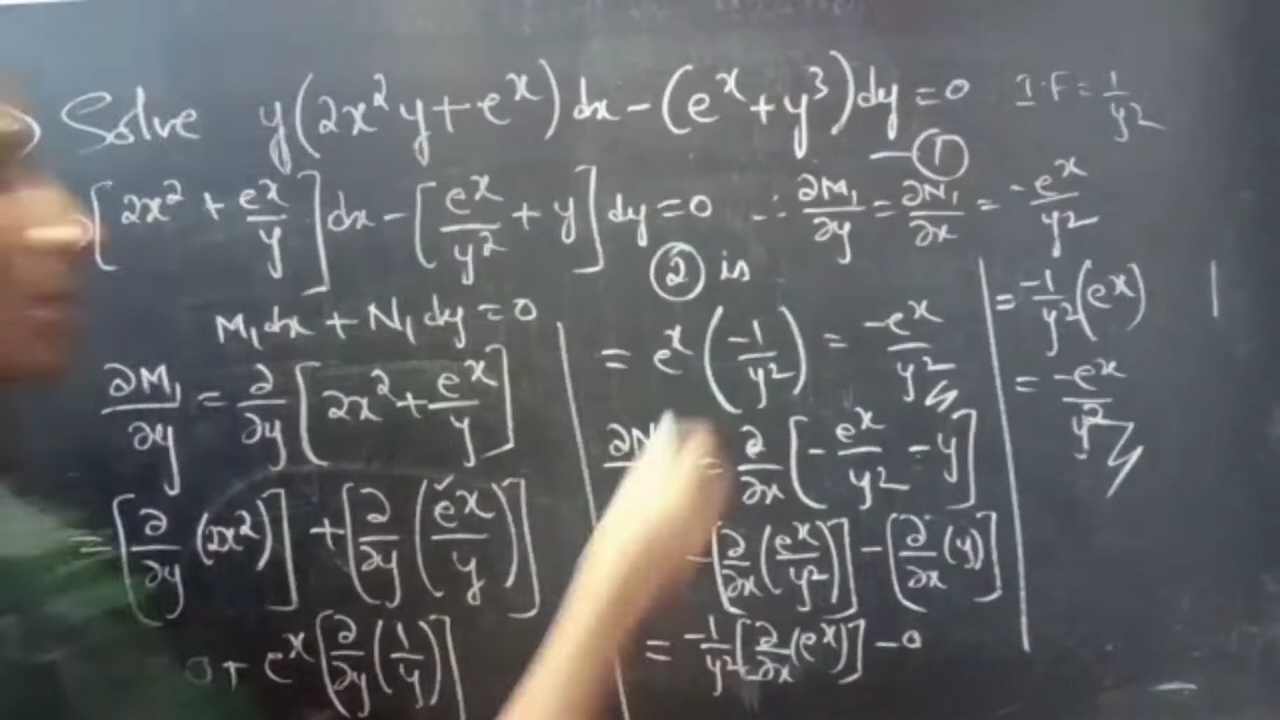 Solve y(2x²y+eˣ)dx-(eˣ+y³)dy=0 I.F=1/y²
—①
[2x²+eˣ/y]dx-[eˣ/y²+y]dy=0 ∴ ∂M₁/∂y=∂N₁/∂x=-eˣ/y²
② is
M₁dx+N₁dy=0
∂M₁/∂y=∂/∂y[2x²+eˣ/y]
=[∂/∂y(2x²)]+[∂/∂y(eˣ/y)]
0+eˣ[∂/∂y(1/y)]
=eˣ(-1/y²)=-eˣ/y²
=∂/∂x[-eˣ/y²-y]
-[∂/∂x(eˣ/y²)]-[∂/∂x(y)]
=-1/y²[∂/∂x(eˣ)]-0
=-1/y²(eˣ)
=-eˣ/y²